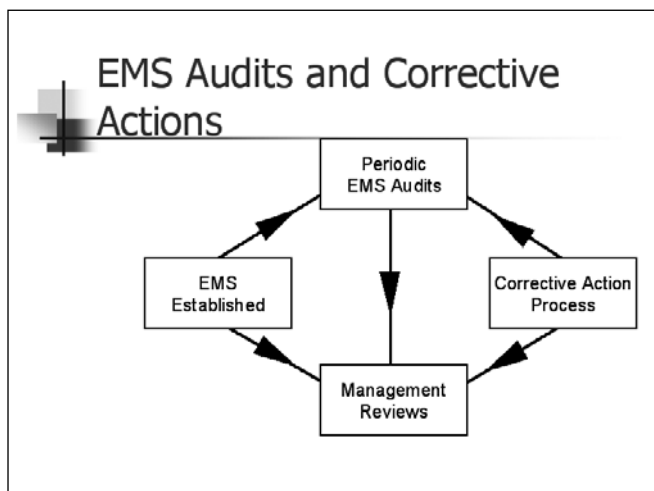 EMS Audits and Corrective
Actions
Periodic
EMS Audits
EMS
Established
Corrective Action
Process
Management
Reviews